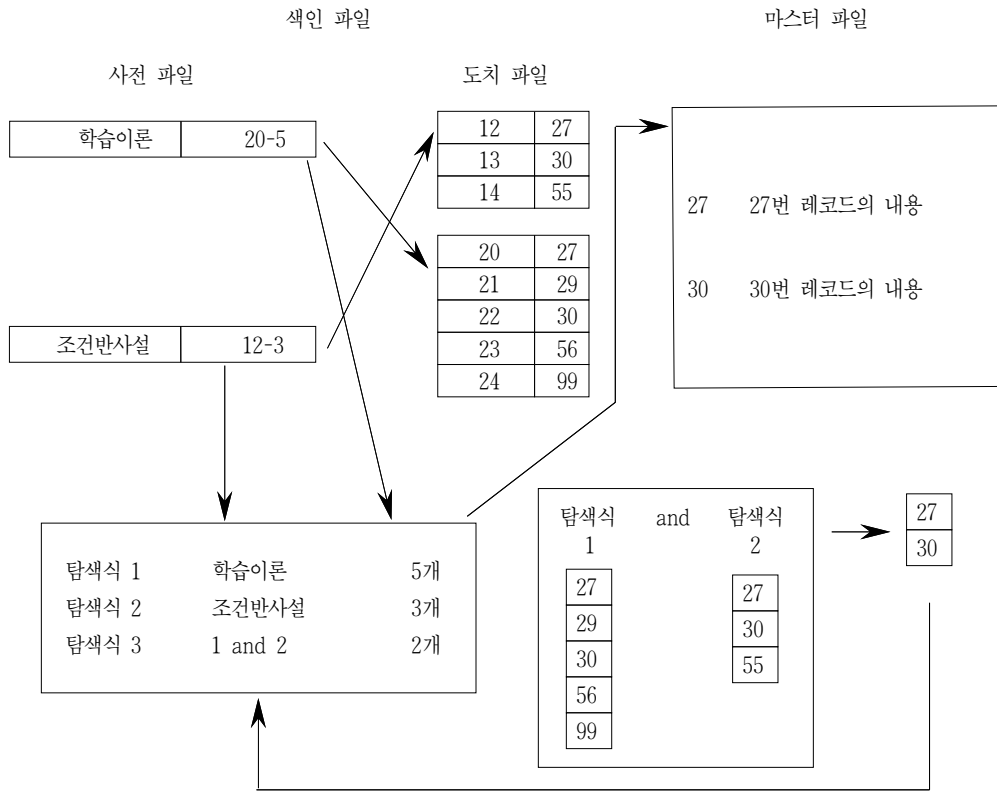 색인 파일
마스터 파일
사전 파일
도치 파일
학습이론 20-5
조건반사설 12-3
12 27
13 30
14 55
20 27
21 29
22 30
23 56
24 99
27 27번 레코드의 내용
30 30번 레코드의 내용
탐색식 1 학습이론 5개
탐색식 2 조건반사설 3개
탐색식 3 1 and 2 2개
탐색식 and 탐색식
1 2
27
29
30
56
99
27
30
55
27
30